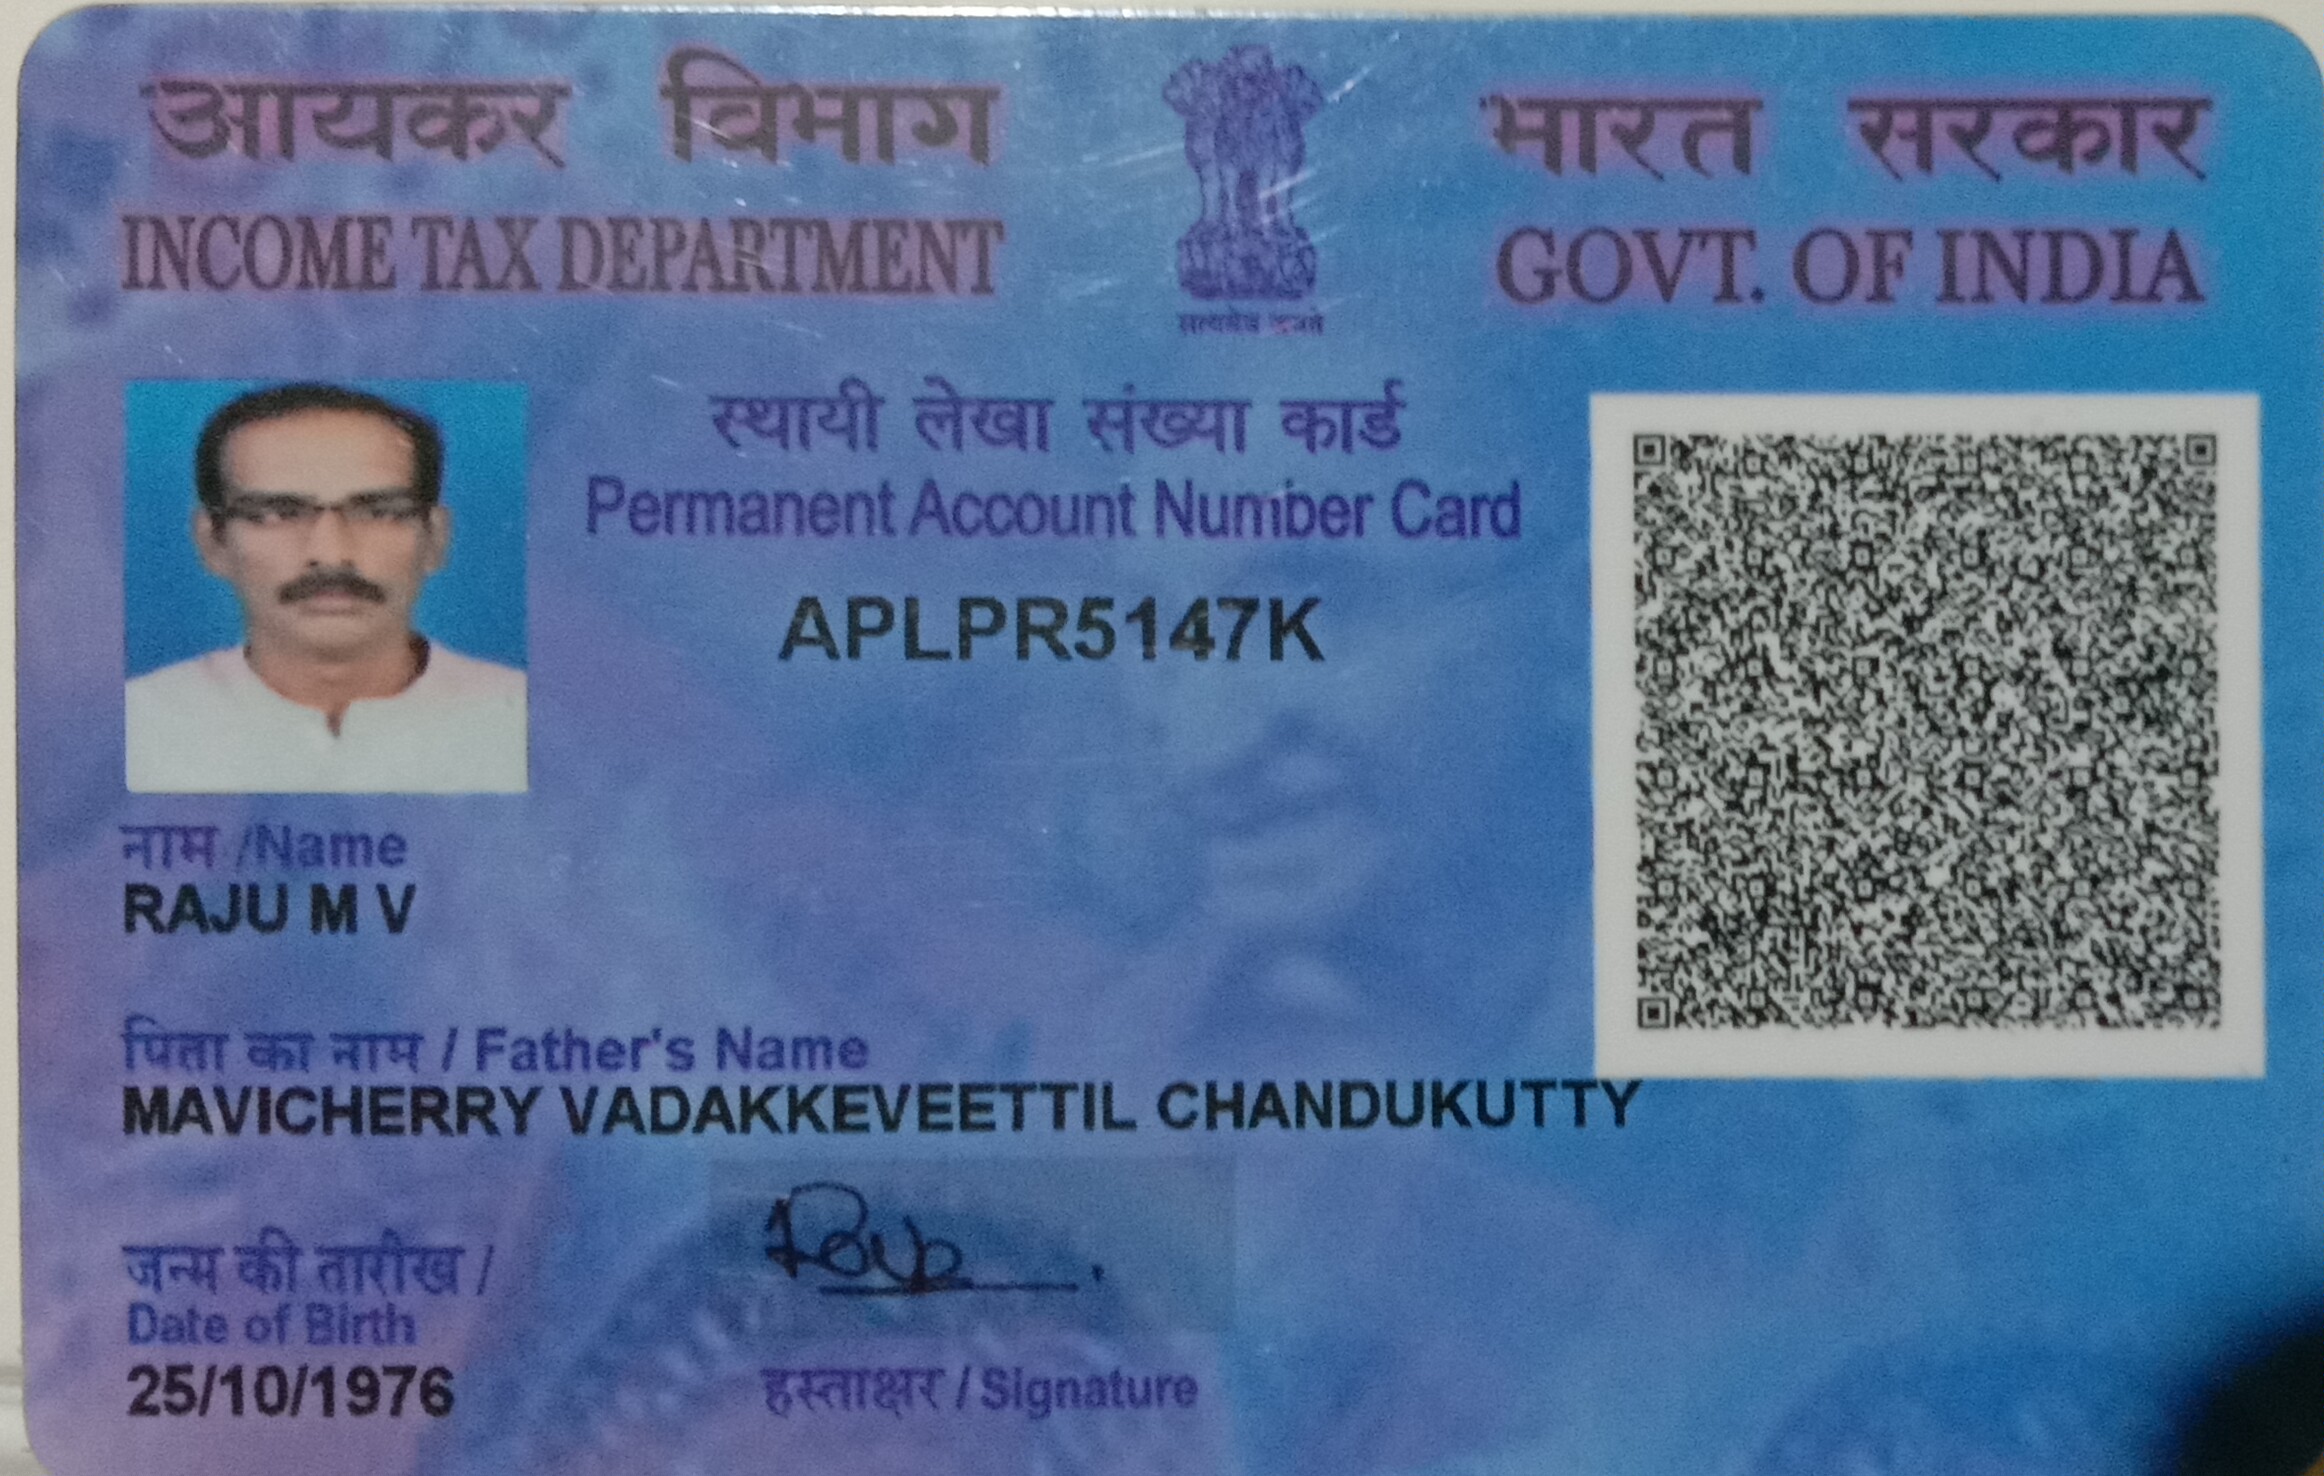 आयकर विभाग
INCOME TAX DEPARTMENT
सत्यमेव जयते
भारत सरकार
GOVT. OF INDIA
स्थायी लेखा संख्या कार्ड
Permanent Account Number Card
APLPR5147K
नाम /Name
RAJU M V
पिता का नाम / Father's Name
MAVICHERRY VADAKKEVEETTIL CHANDUKUTTY
जन्म की तारीख /
Date of Birth
25/10/1976
हस्ताक्षर / Signature